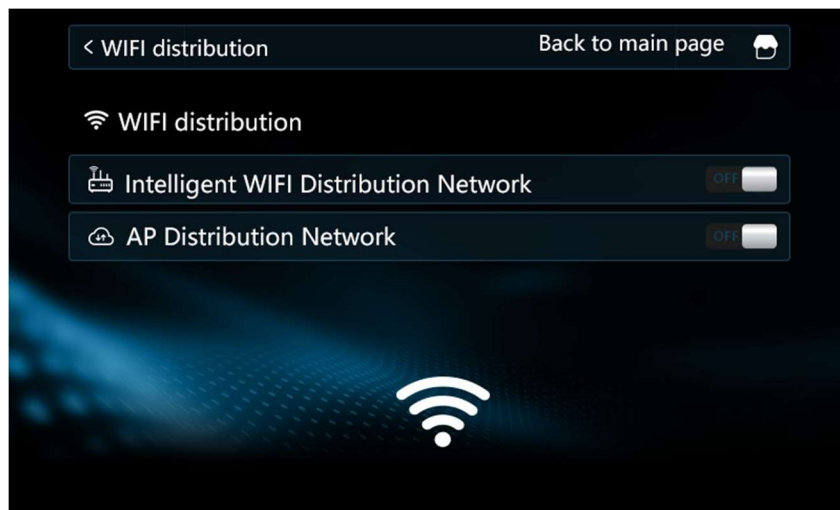 < WIFI distribution Back to main page
WIFI distribution
Intelligent WIFI Distribution Network OFF
AP Distribution Network OFF